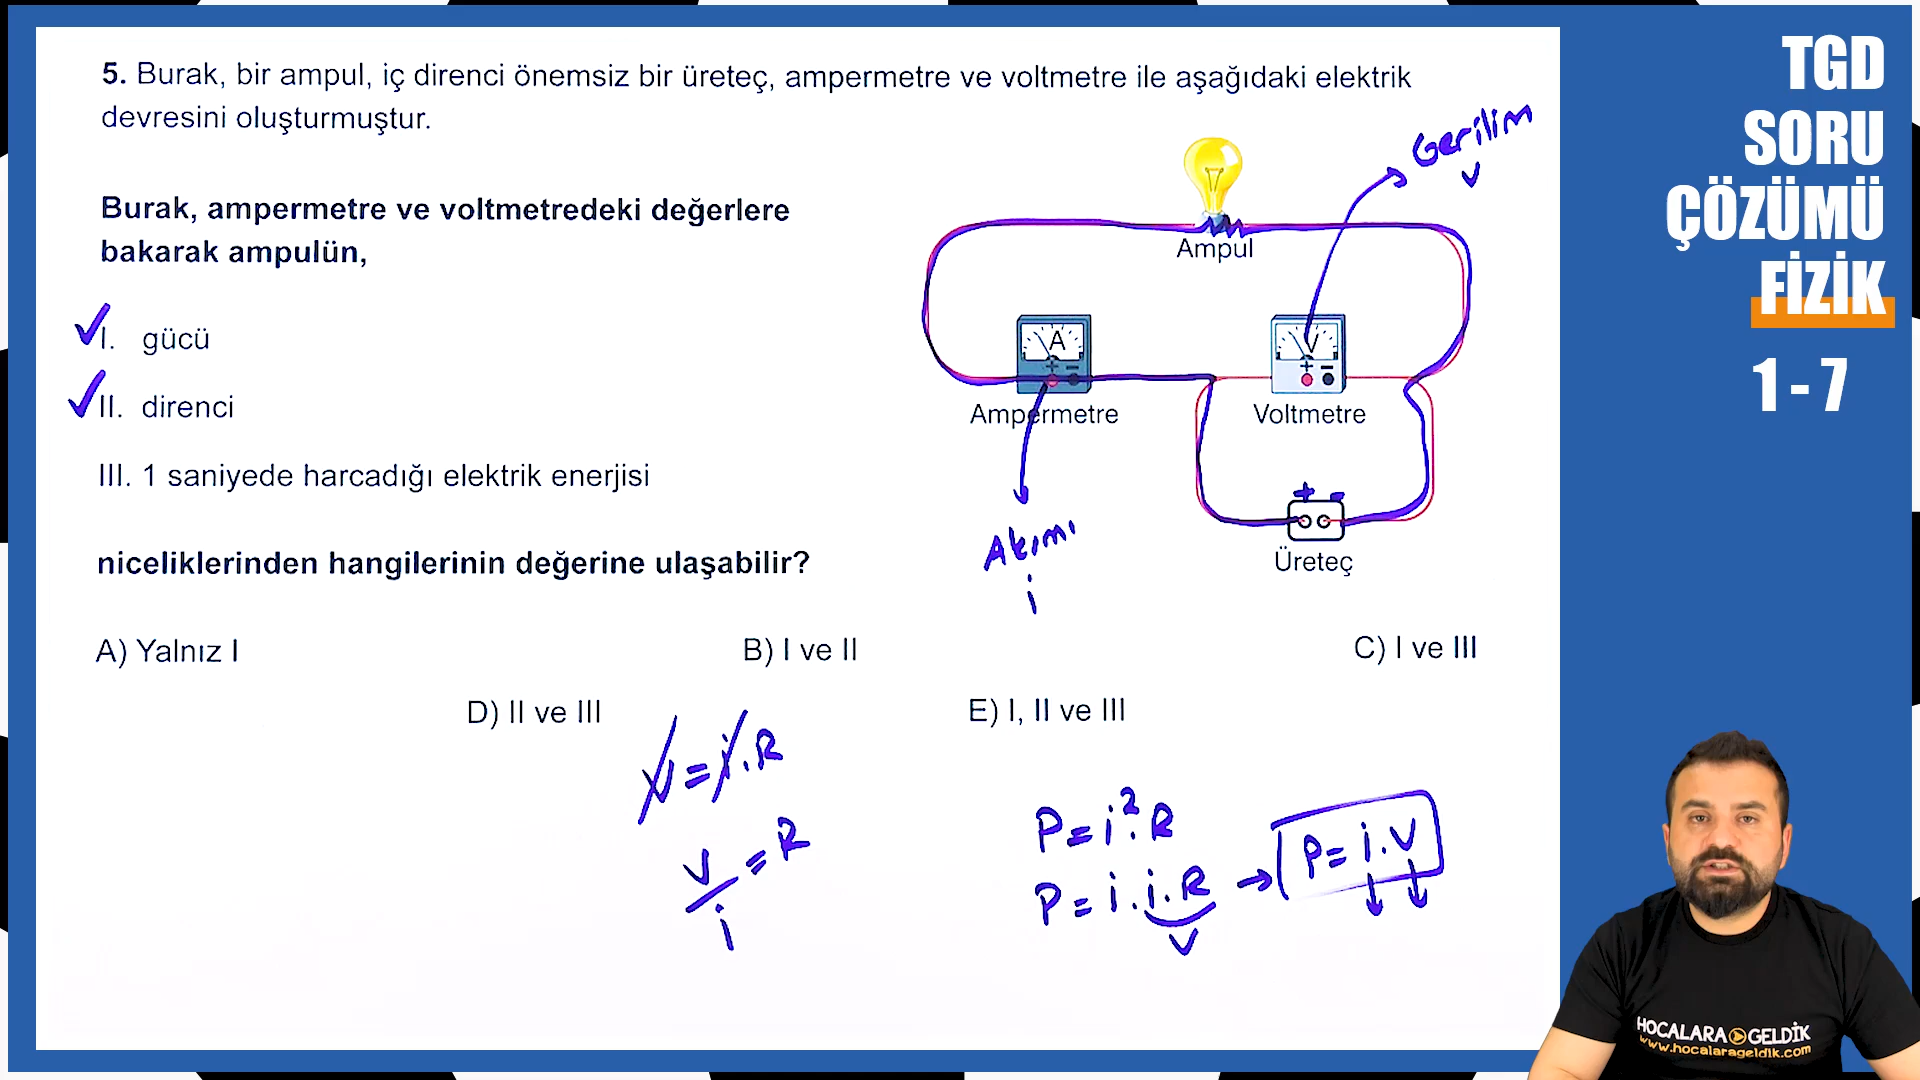 5. Burak, bir ampul, iç direnci önemsiz bir üreteç, ampermetre ve voltmetre ile aşağıdaki elektrik
devresini oluşturmuştur.
Burak, ampermetre ve voltmetredeki değerlere
bakarak ampulün,
I. gücü
II. direnci
III. 1 saniyede harcadığı elektrik enerjisi
niceliklerinden hangilerinin değerine ulaşabilir?
Gerilim
V
Ampul
A
+ -
Ampermetre
V
+ -
Voltmetre
Akımı
i
+ -
Üreteç
A) Yalnız I
B) I ve II
C) I ve III
D) II ve III
E) I, II ve III
V=i.R
V/i=R
P=i².R
P=i.i.R → P=i.V
V
TGD
SORU
ÇÖZÜMÜ
FİZİK
1 - 7
HOCALARA GELDİK
www.hocalarageldik.com